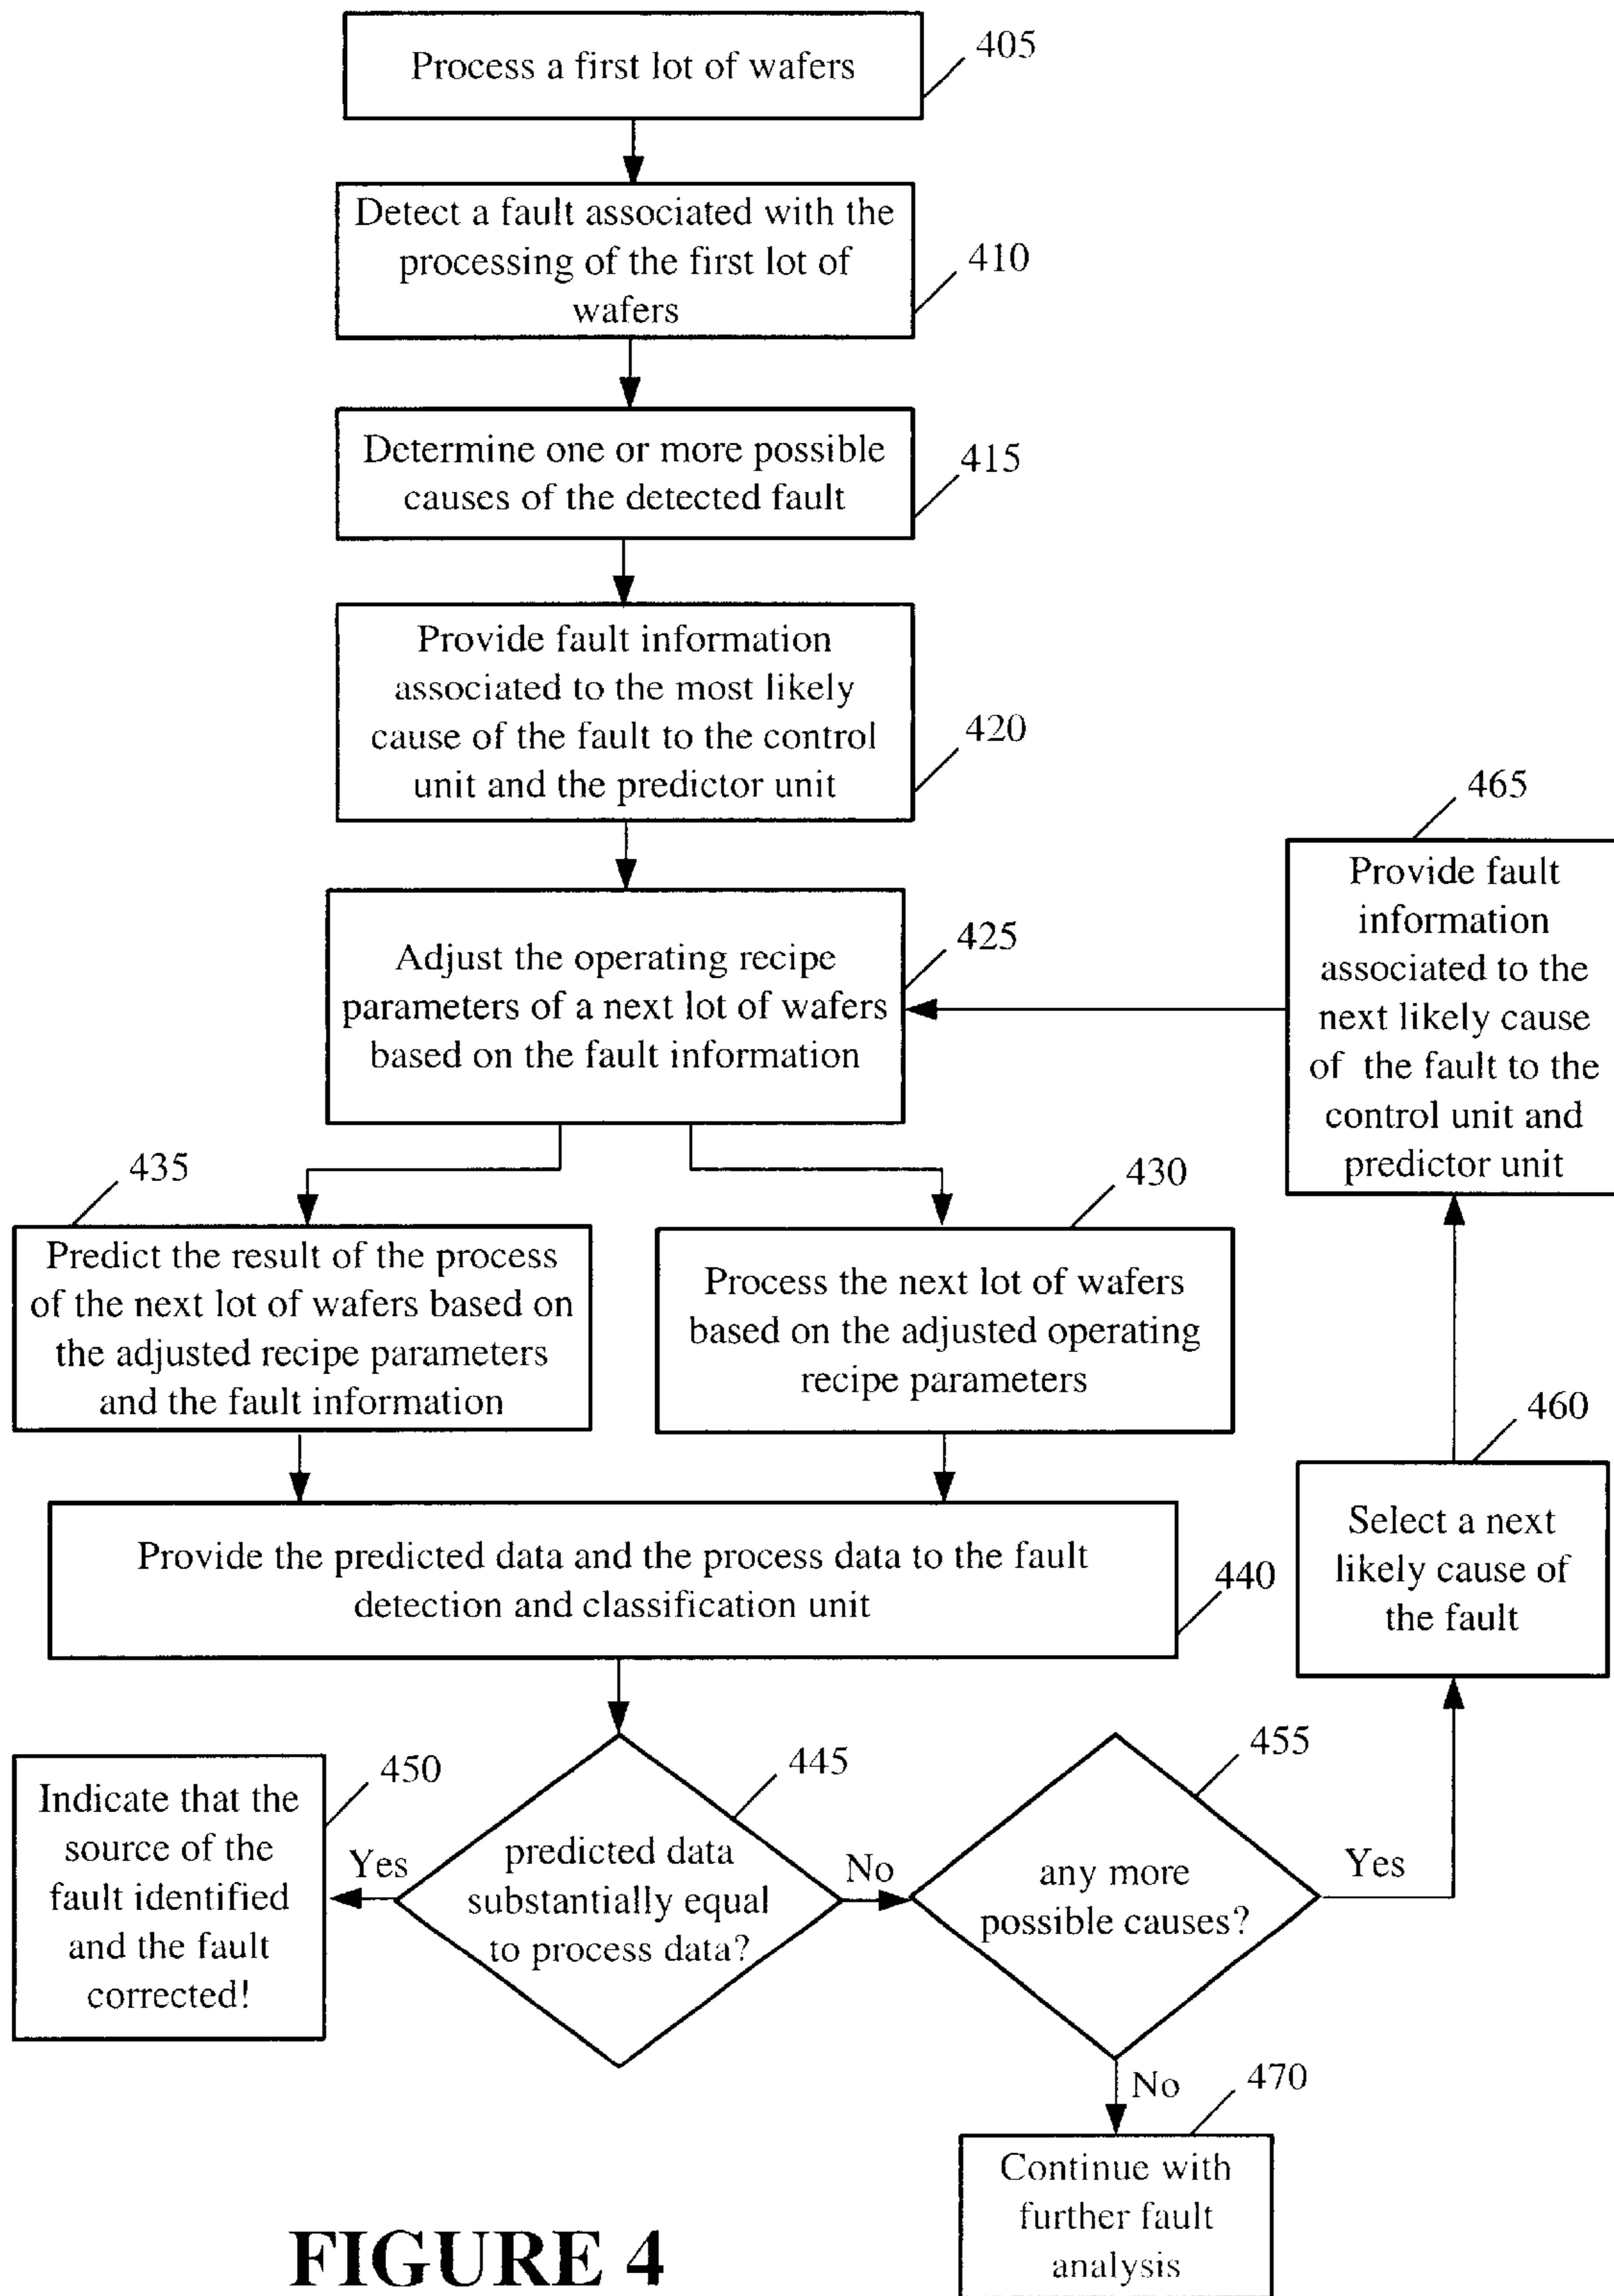 Process a first lot of wafers
405
Detect a fault associated with the
processing of the first lot of
wafers
410
Determine one or more possible
causes of the detected fault
415
Provide fault information
associated to the most likely
cause of the fault to the control
unit and the predictor unit
420
465
Provide fault
information
associated to the
next likely cause
of the fault to the
control unit and
predictor unit
Adjust the operating recipe
parameters of a next lot of wafers
based on the fault information
425
435
Predict the result of the process
of the next lot of wafers based on
the adjusted recipe parameters
and the fault information
430
Process the next lot of wafers
based on the adjusted operating
recipe parameters
460
Select a next
likely cause of
the fault
Provide the predicted data and the process data to the fault
detection and classification unit
440
450
Indicate that the
source of the
fault identified
and the fault
corrected!
Yes
445
predicted data
substantially equal
to process data?
No
455
any more
possible causes?
Yes
No
470
Continue with
further fault
analysis
FIGURE 4